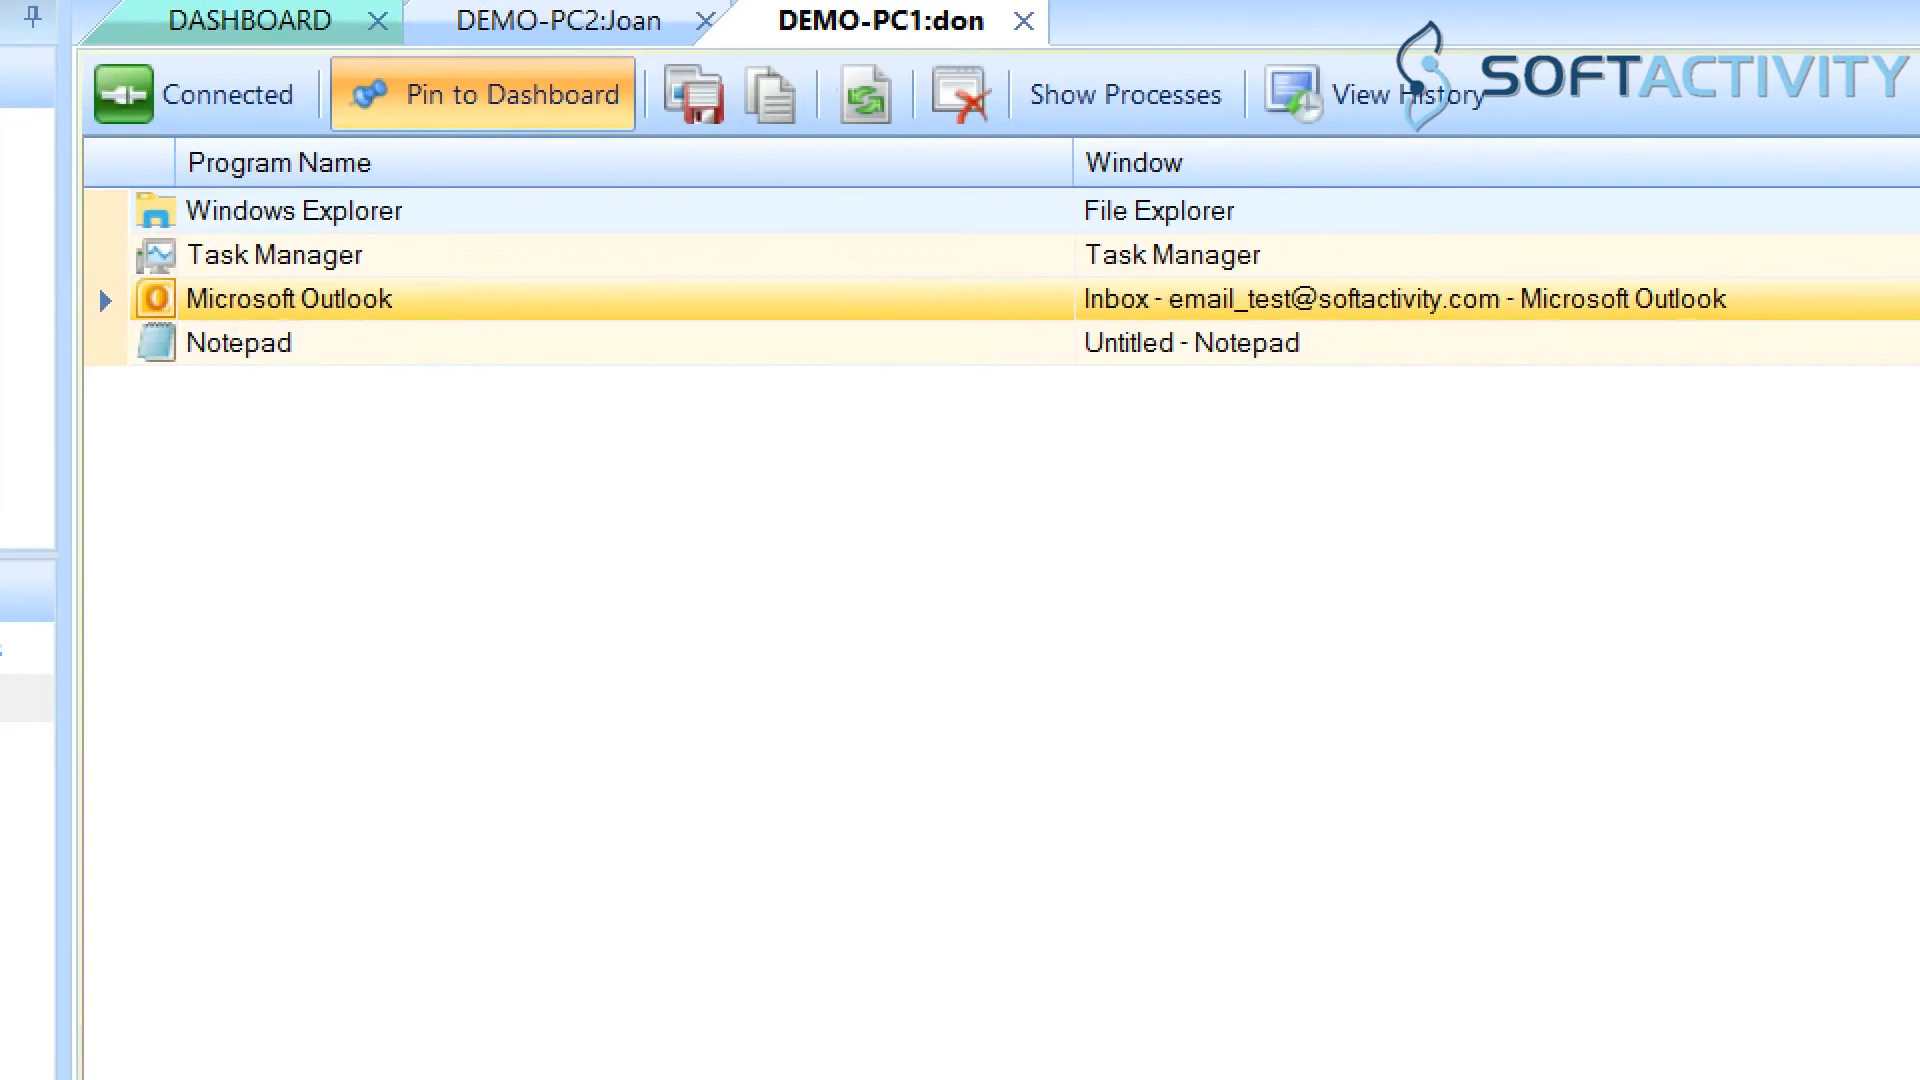 DASHBOARD DEMO-PC2:Joan DEMO-PC1:don
Connected Pin to Dashboard Show Processes View History
SOFTACTIVITY
Program Name Window
Windows Explorer File Explorer
Task Manager Task Manager
Microsoft Outlook Inbox - email_test@softactivity.com - Microsoft Outlook
Notepad Untitled - Notepad